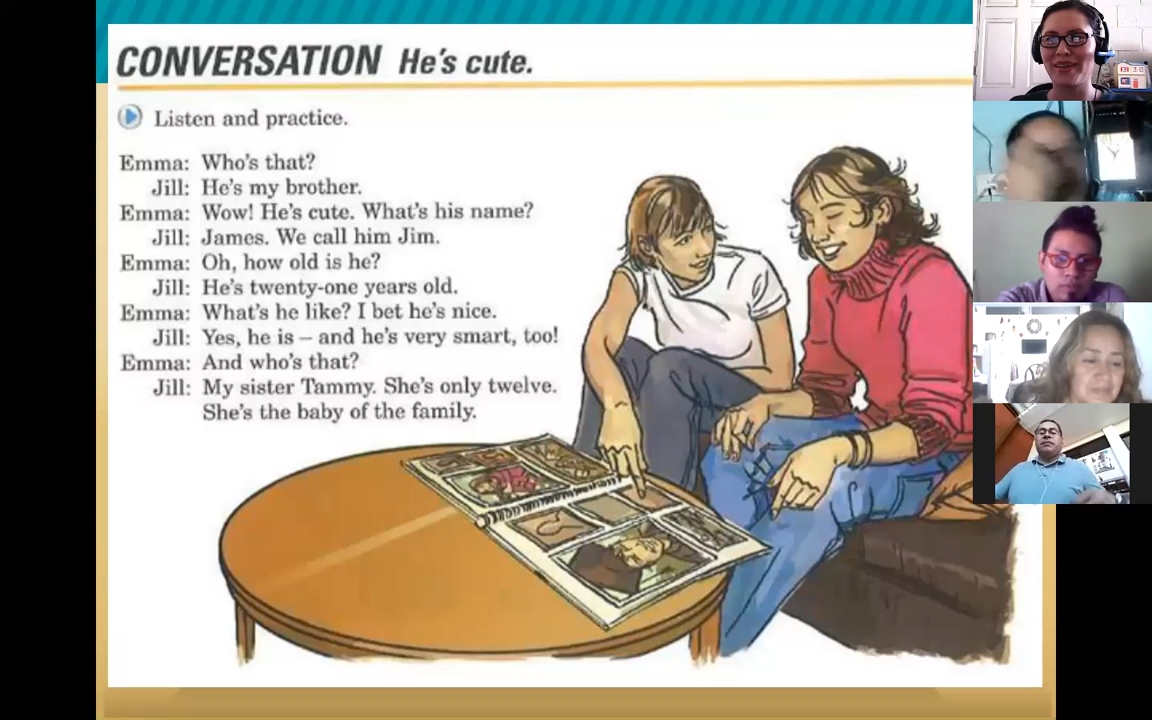 CONVERSATION He's cute.
Listen and practice.
Emma: Who's that?
Jill: He's my brother.
Emma: Wow! He's cute. What's his name?
Jill: James. We call him Jim.
Emma: Oh, how old is he?
Jill: He's twenty-one years old.
Emma: What's he like? I bet he's nice.
Jill: Yes, he is – and he's very smart, too!
Emma: And who's that?
Jill: My sister Tammy. She's only twelve.
She's the baby of the family.